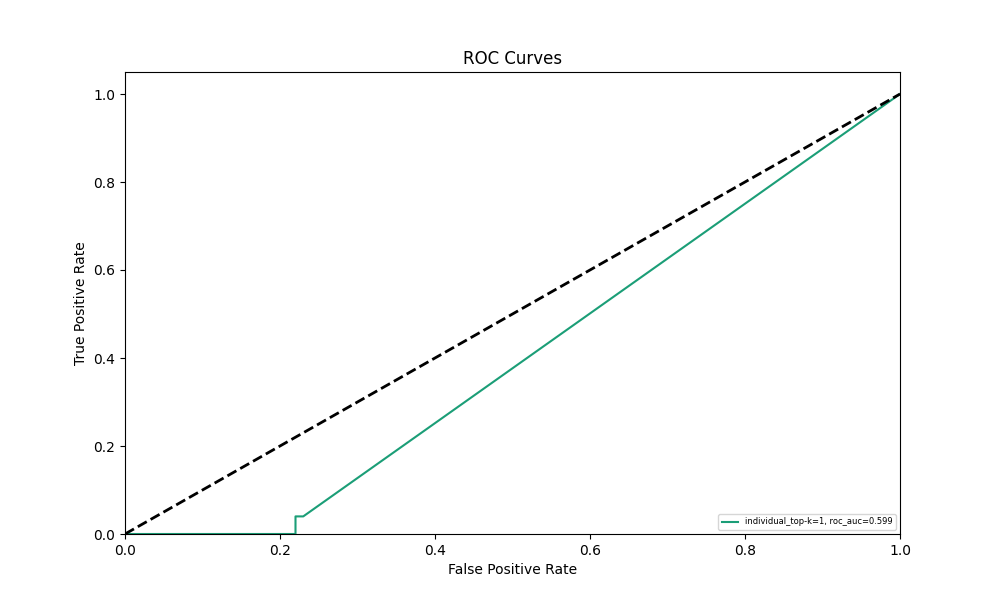 ROC Curves
True Positive Rate
1.0
0.8
0.6
0.4
0.2
0.0
0.0 0.2 0.4 0.6 0.8 1.0
False Positive Rate
individual_top-k=1, roc_auc=0.599